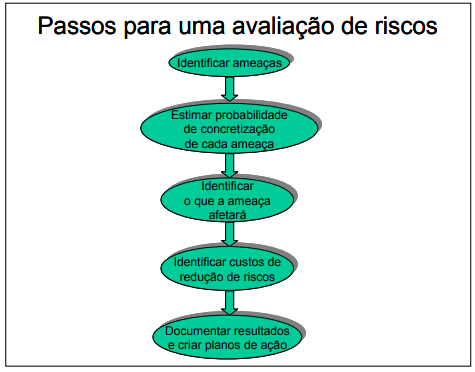 Passos para uma avaliação de riscos
Identificar ameaças
Estimar probabilidade
de concretização
de cada ameaça
Identificar
o que a ameaça
afetará
Identificar custos de
redução de riscos
Documentar resultados
e criar planos de ação